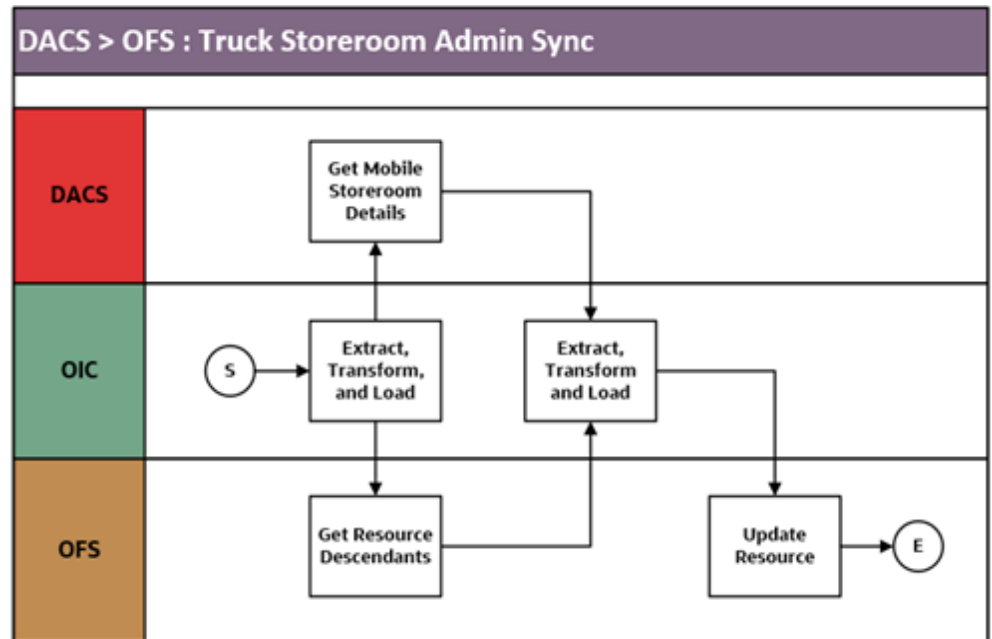 DACS > OFS : Truck Storeroom Admin Sync
DACS
Get Mobile
Storeroom
Details
OIC
S
Extract,
Transform,
and Load
Extract,
Transform
and Load
OFS
Get Resource
Descendants
Update
Resource
E